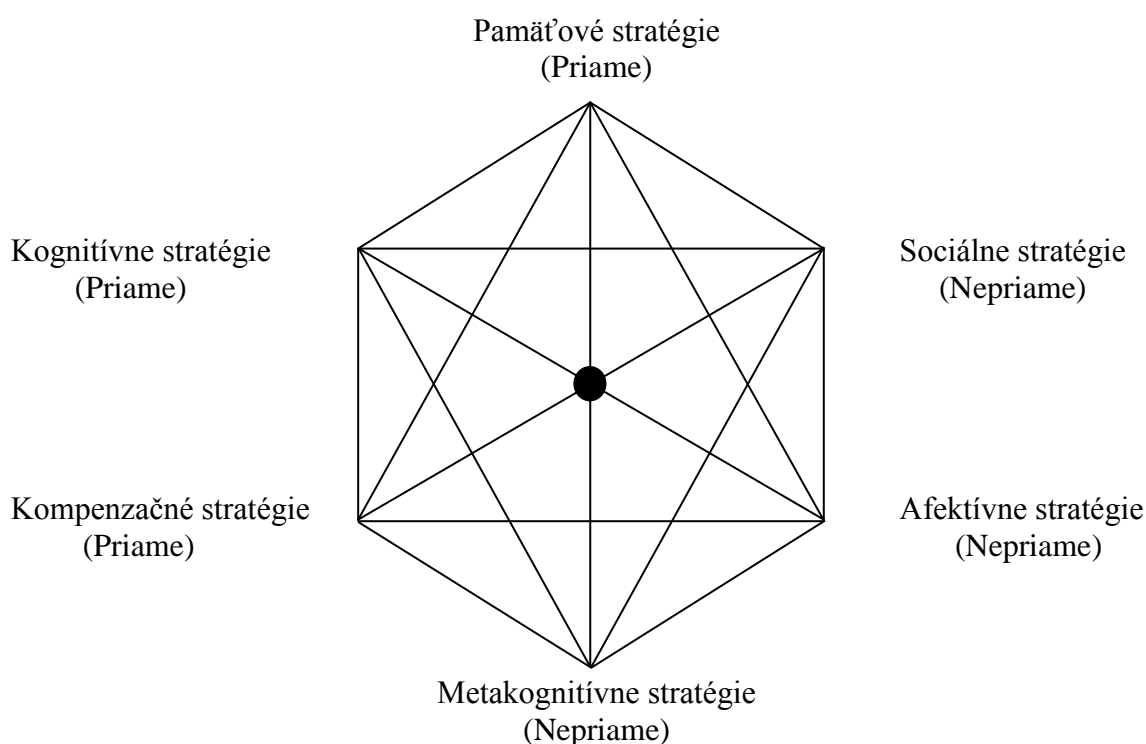 Pamäťové stratégie
(Priame)
Kognitívne stratégie
(Priame)
Sociálne stratégie
(Nepriame)
Kompenzačné stratégie
(Priame)
Afektívne stratégie
(Nepriame)
Metakognitívne stratégie
(Nepriame)